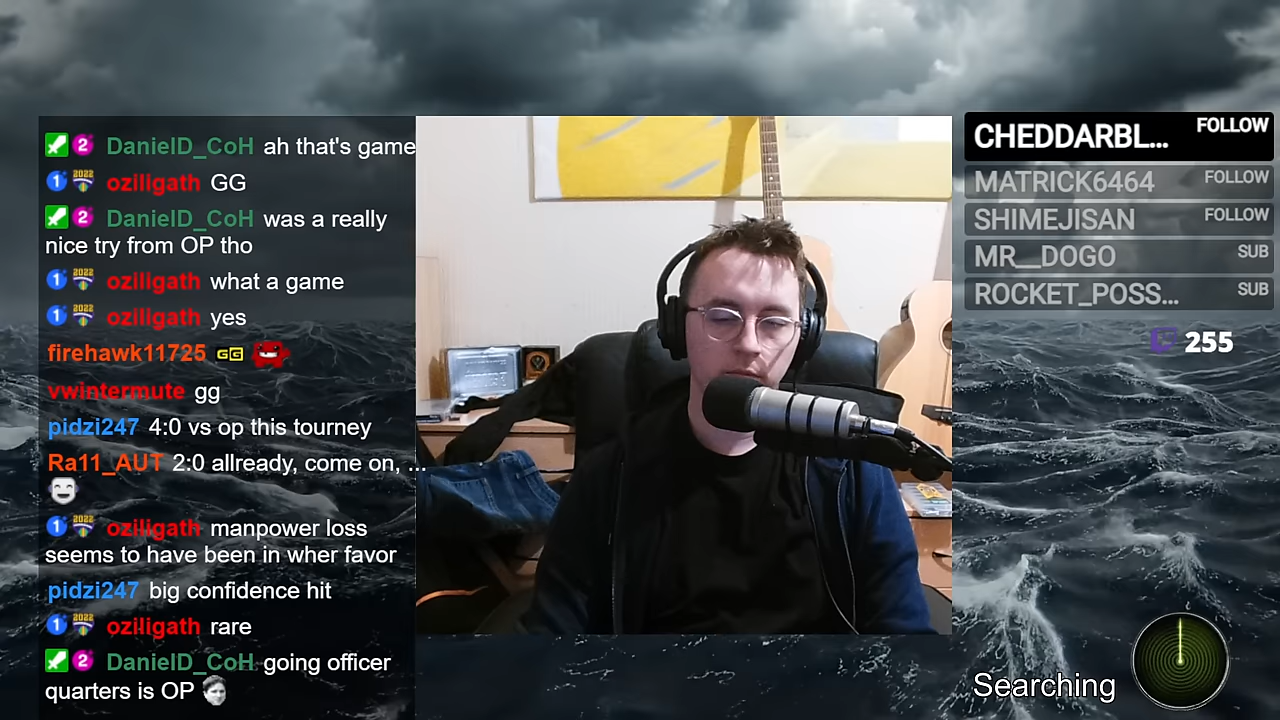 DanielD_CoH ah that's game
oziligath GG
DanielD_CoH was a really
nice try from OP tho
oziligath what a game
oziligath yes
firehawk11725 GG
vwintermute gg
pidzi247 4:0 vs op this tourney
Ra11_AUT 2:0 allready, come on, ...
oziligath manpower loss
seems to have been in wher favor
pidzi247 big confidence hit
oziligath rare
DanielD_CoH going officer
quarters is OP
CHEDDARBL... FOLLOW
MATRICK6464 FOLLOW
SHIMEJISAN FOLLOW
MR__DOGO SUB
ROCKET_POSS... SUB
255
Searching